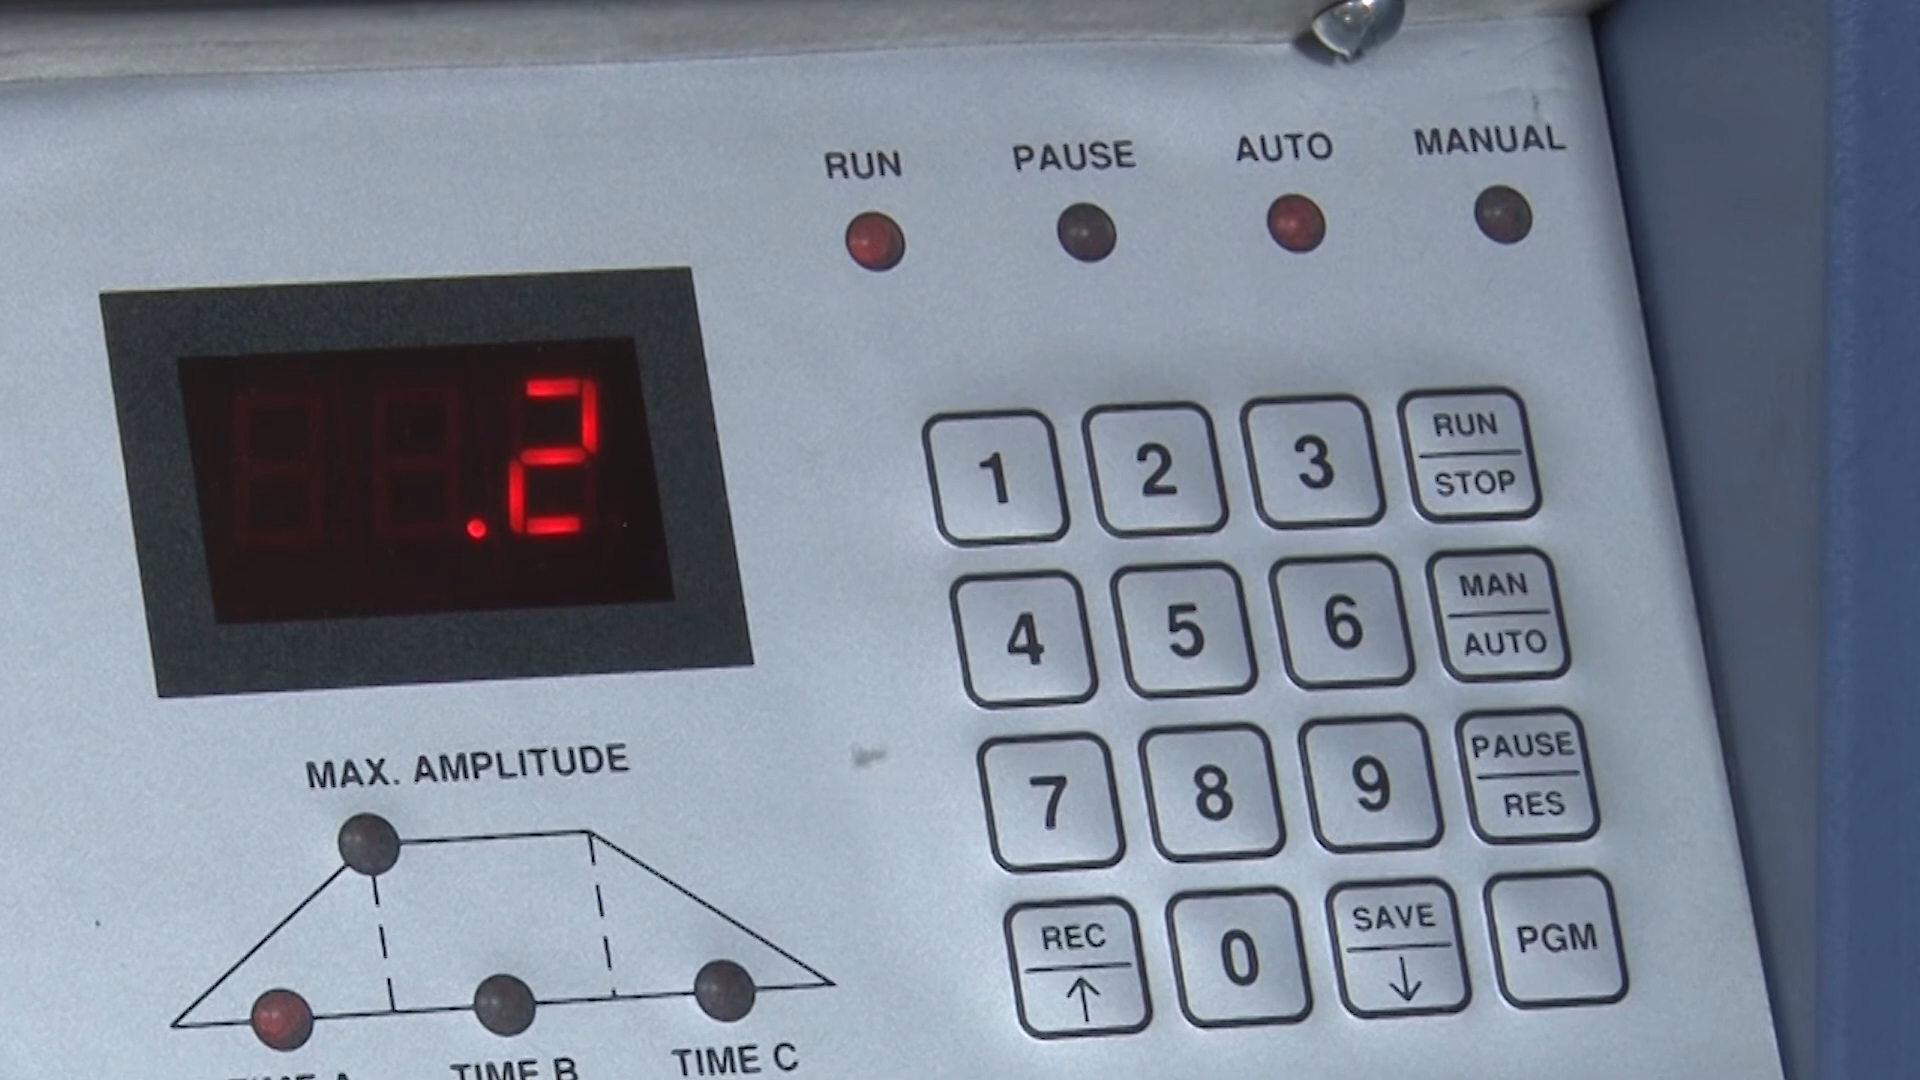 RUN PAUSE AUTO MANUAL
.2
1 2 3 RUN
STOP
4 5 6 MAN
AUTO
7 8 9 PAUSE
RES
REC
↑
0
SAVE
↓
PGM
MAX. AMPLITUDE
TIME A TIME B TIME C